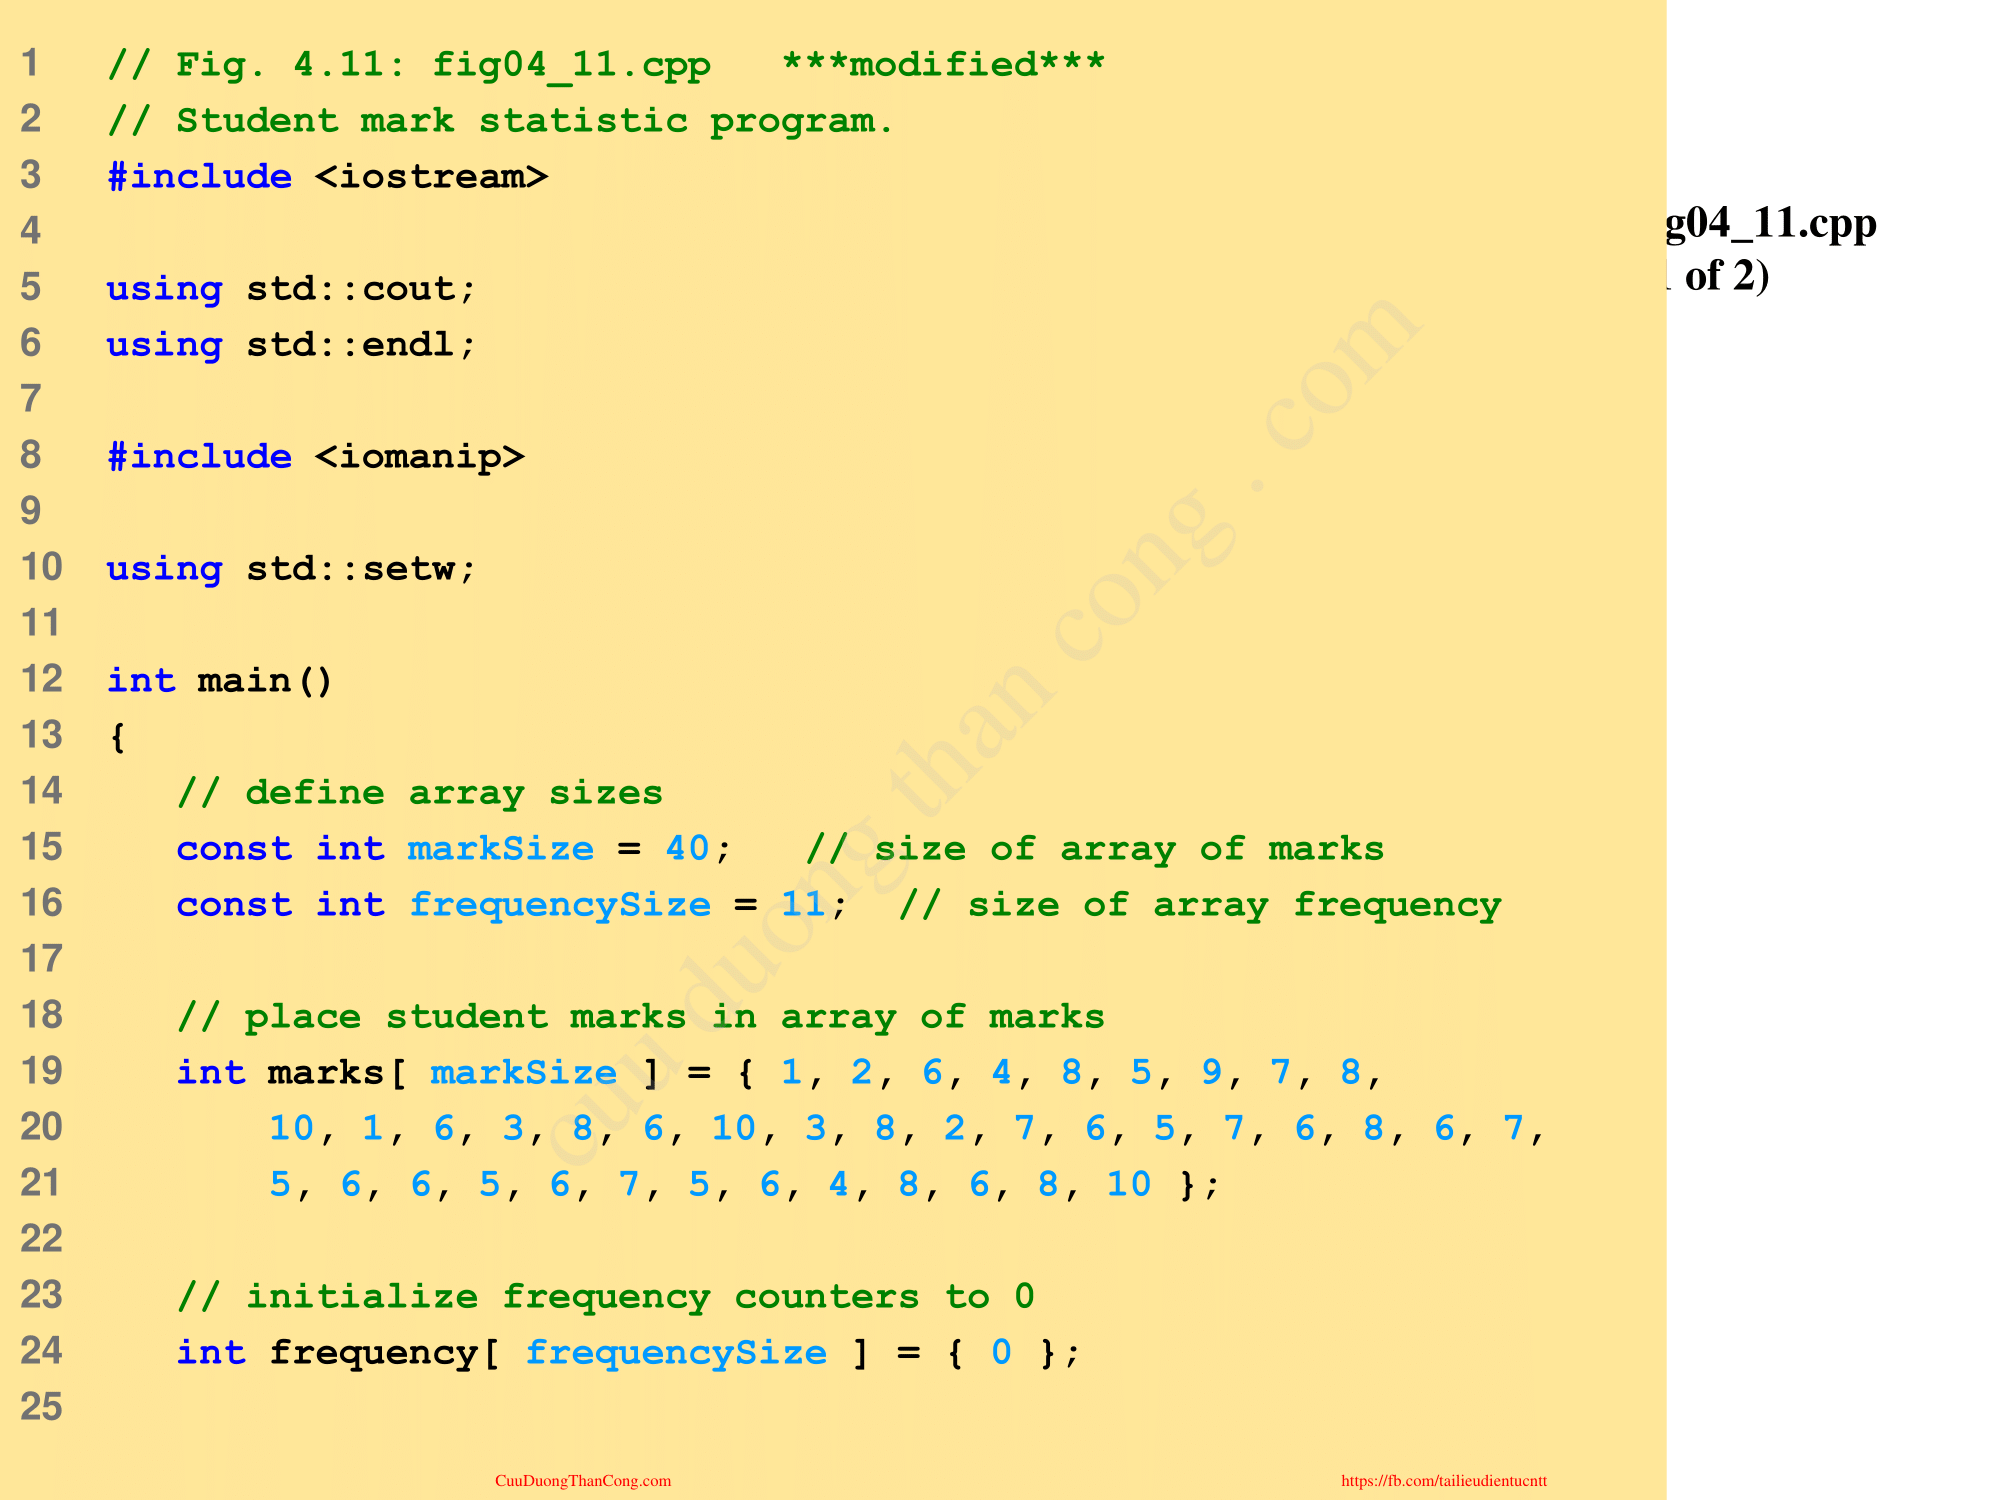 1 // Fig. 4.11: fig04_11.cpp ***modified***
2 // Student mark statistic program.
3 #include <iostream>
4
5 using std::cout;
6 using std::endl;
7
8 #include <iomanip>
9
10 using std::setw;
11
12 int main()
13 {
14 // define array sizes
15 const int markSize = 40; // size of array of marks
16 const int frequencySize = 11; // size of array frequency
17
18 // place student marks in array of marks
19 int marks[ markSize ] = { 1, 2, 6, 4, 8, 5, 9, 7, 8,
20 10, 1, 6, 3, 8, 6, 10, 3, 8, 2, 7, 6, 5, 7, 6, 8, 6, 7,
21 5, 6, 6, 5, 6, 7, 5, 6, 4, 8, 6, 8, 10 };
22
23 // initialize frequency counters to 0
24 int frequency[ frequencySize ] = { 0 };
25
g04_11.cpp
of 2)
cuu duong than cong . com
CuuDuongThanCong.com
https://fb.com/tailieudientucntt